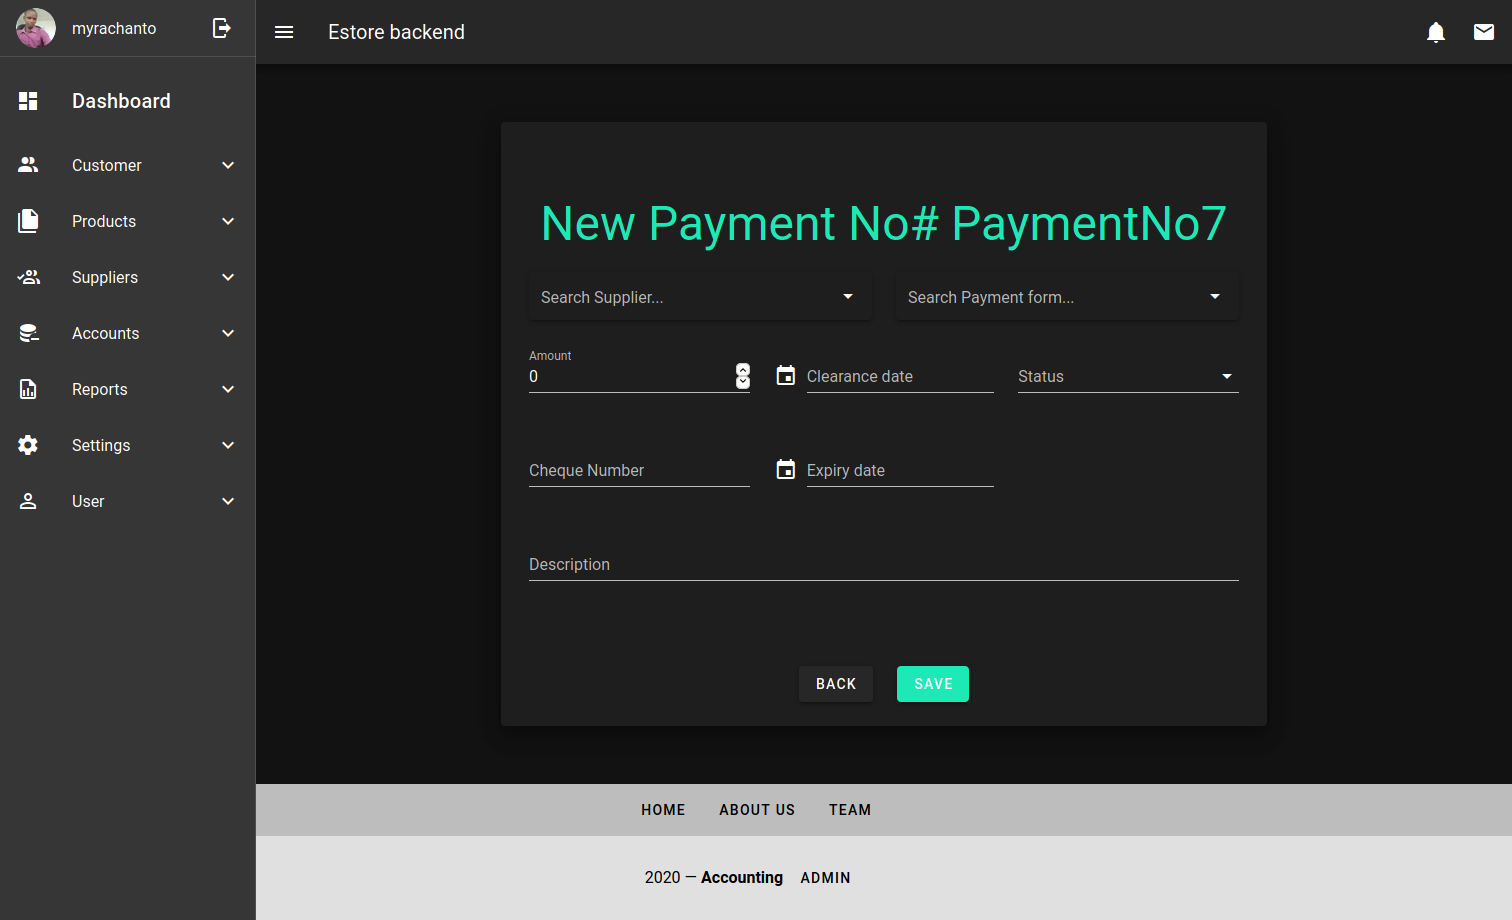 myrachanto
Estore backend
Dashboard
Customer
Products
Suppliers
Accounts
Reports
Settings
User
New Payment No# PaymentNo7
Search Supplier...
Search Payment form...
Amount
0
Clearance date
Status
Cheque Number
Expiry date
Description
BACK
SAVE
HOME
ABOUT US
TEAM
2020 — Accounting
ADMIN